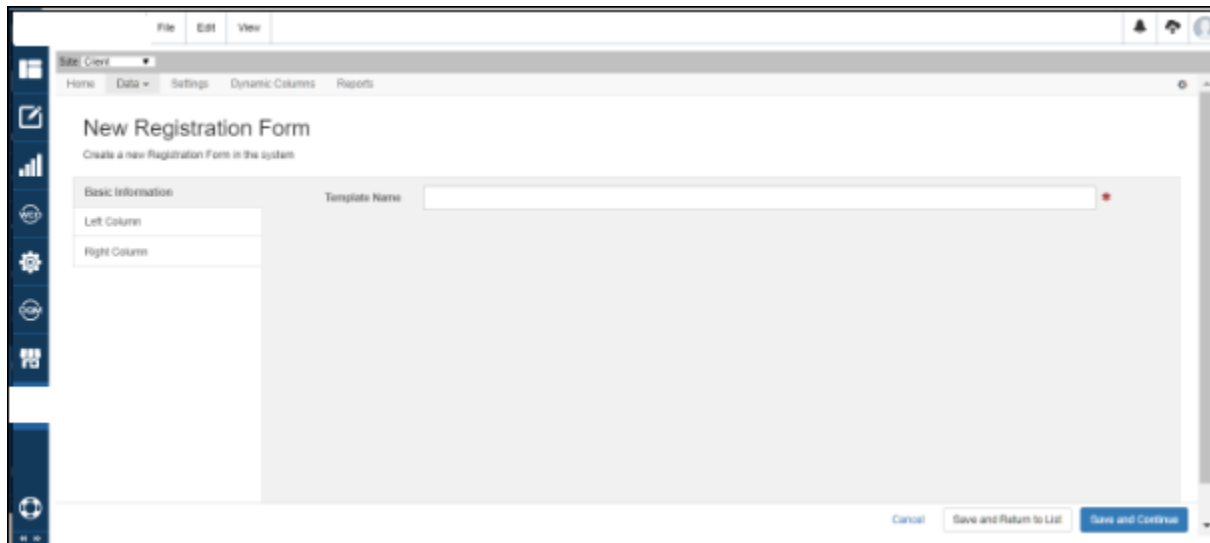 File Edit View
Site Client
Home Data Settings Dynamic Columns Reports
New Registration Form
Create a new Registration Form in the system
Basic Information
Template Name *
Left Column
Right Column
WCD
OGM
Cancel Save and Return to List Save and Continue